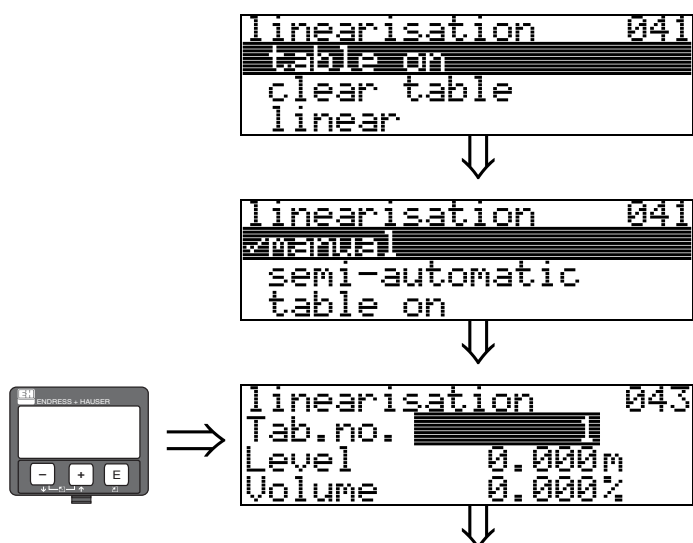 linearisation 041
table on
clear table
linear
linearisation 041
✓manual
semi-automatic
table on
linearisation 043
Tab.no. 1
Level 0.000m
Volume 0.000%
EH
ENDRESS + HAUSER
- + E